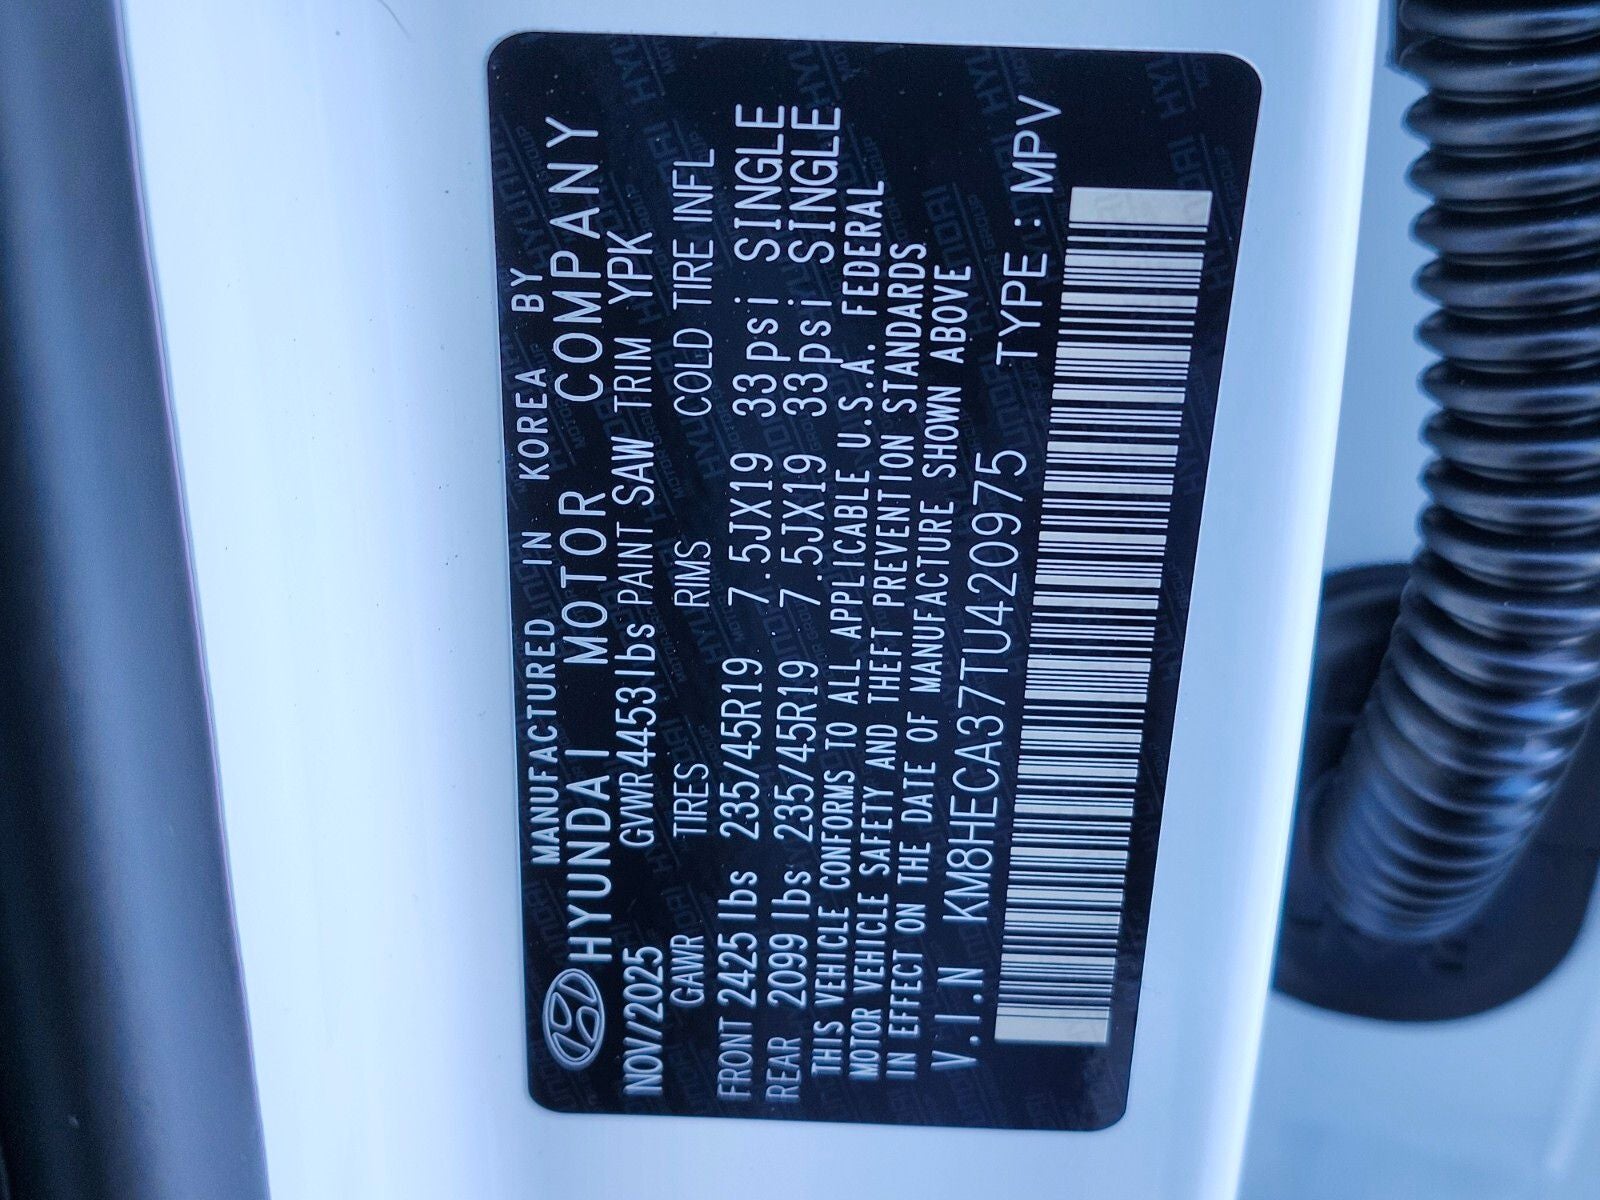 MANUFACTURED IN KOREA BY
HYUNDAI MOTOR COMPANY
NOV/2025 GVWR4453lbs PAINT SAW TRIM YPK
GAWR TIRES RIMS COLD TIRE INFL
FRONT 2425lbs 235/45R19 7.5JX19 33psi SINGLE
REAR 2099lbs 235/45R19 7.5JX19 33psi SINGLE
THIS VEHICLE CONFORMS TO ALL APPLICABLE U.S.A. FEDERAL
MOTOR VEHICLE SAFETY AND THEFT PREVENTION STANDARDS
IN EFFECT ON THE DATE OF MANUFACTURE SHOWN ABOVE
V.I.N KM8HECA37TU420975 TYPE : MPV